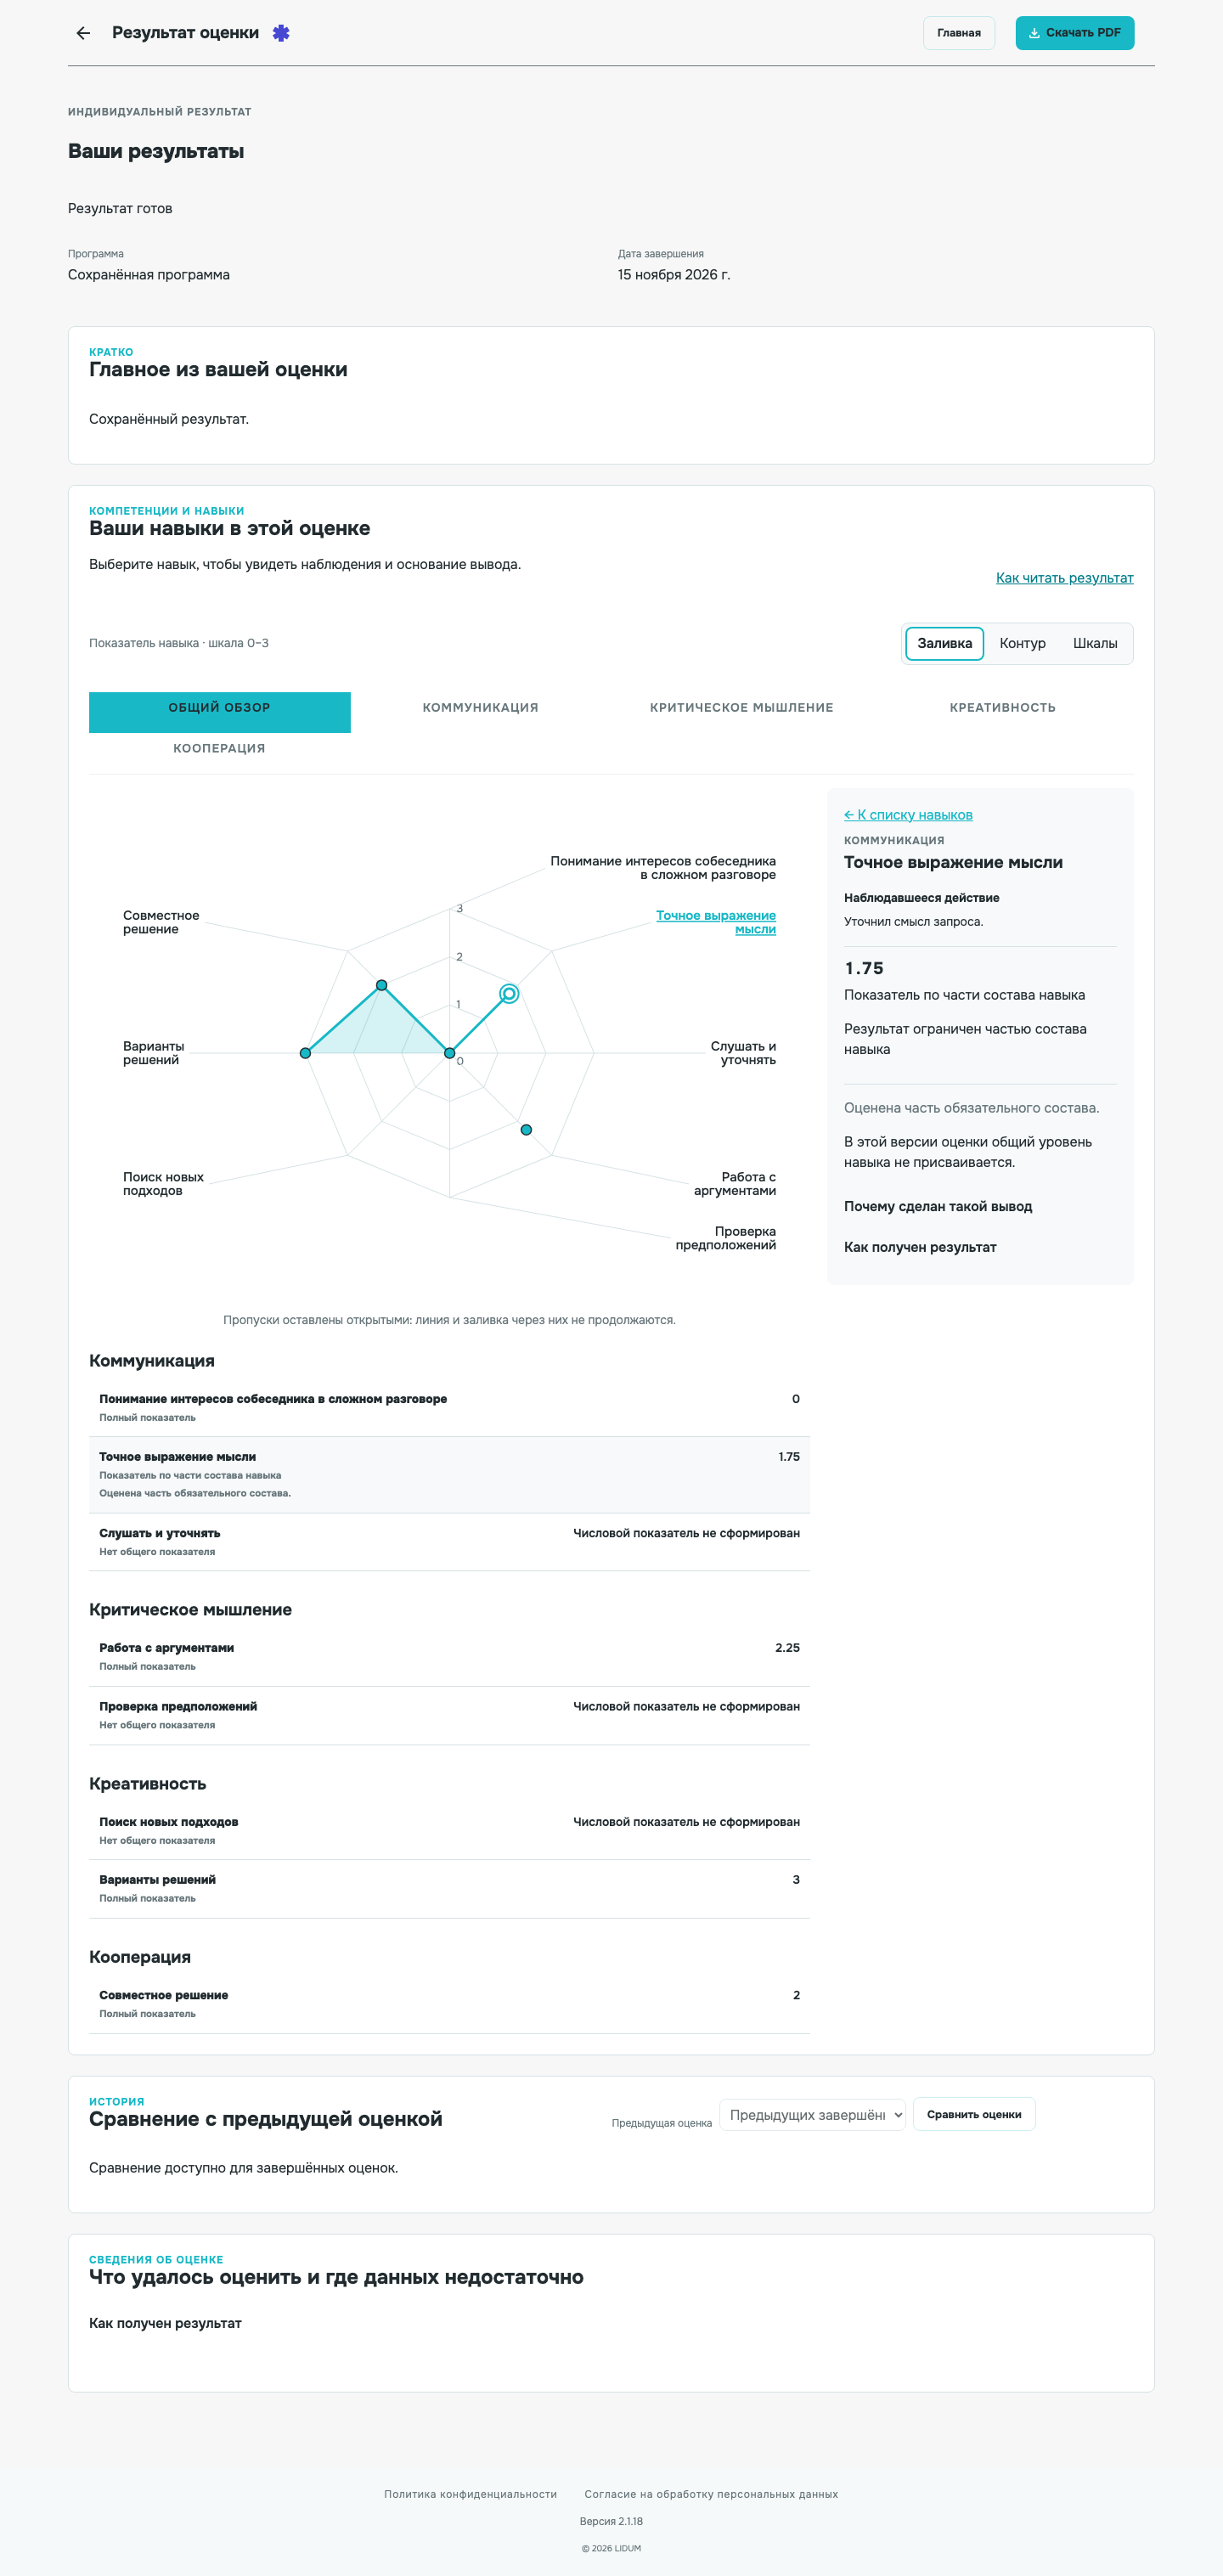 Результат оценки
Главная
Скачать PDF
ИНДИВИДУАЛЬНЫЙ РЕЗУЛЬТАТ
Ваши результаты
Результат готов
Программа
Дата завершения
Сохранённая программа
15 ноября 2026 г.
КРАТКО
Главное из вашей оценки
Сохранённый результат.
КОМПЕТЕНЦИИ И НАВЫКИ
Ваши навыки в этой оценке
Выберите навык, чтобы увидеть наблюдения и основание вывода.
Как читать результат
Показатель навыка · шкала 0–3
Заливка
Контур
Шкалы
ОБЩИЙ ОБЗОР
КОММУНИКАЦИЯ
КРИТИЧЕСКОЕ МЫШЛЕНИЕ
КРЕАТИВНОСТЬ
КООПЕРАЦИЯ
Понимание интересов собеседника
в сложном разговоре
Точное выражение
мысли
Слушать и
уточнять
Работа с
аргументами
Проверка
предположений
Поиск новых
подходов
Варианты
решений
Совместное
решение
3
2
1
0
← К списку навыков
КОММУНИКАЦИЯ
Точное выражение мысли
Наблюдавшееся действие
Уточнил смысл запроса.
1.75
Показатель по части состава навыка
Результат ограничен частью состава
навыка
Оценена часть обязательного состава.
В этой версии оценки общий уровень
навыка не присваивается.
Почему сделан такой вывод
Как получен результат
Пропуски оставлены открытыми: линия и заливка через них не продолжаются.
Коммуникация
Понимание интересов собеседника в сложном разговоре
0
Полный показатель
Точное выражение мысли
1.75
Показатель по части состава навыка
Оценена часть обязательного состава.
Слушать и уточнять
Числовой показатель не сформирован
Нет общего показателя
Критическое мышление
Работа с аргументами
2.25
Полный показатель
Проверка предположений
Числовой показатель не сформирован
Нет общего показателя
Креативность
Поиск новых подходов
Числовой показатель не сформирован
Нет общего показателя
Варианты решений
3
Полный показатель
Кооперация
Совместное решение
2
Полный показатель
ИСТОРИЯ
Сравнение с предыдущей оценкой
Предыдущая оценка
Предыдущих завершён
Сравнить оценки
Сравнение доступно для завершённых оценок.
СВЕДЕНИЯ ОБ ОЦЕНКЕ
Что удалось оценить и где данных недостаточно
Как получен результат
Политика конфиденциальности
Согласие на обработку персональных данных
Версия 2.1.18
© 2026 LIDUM